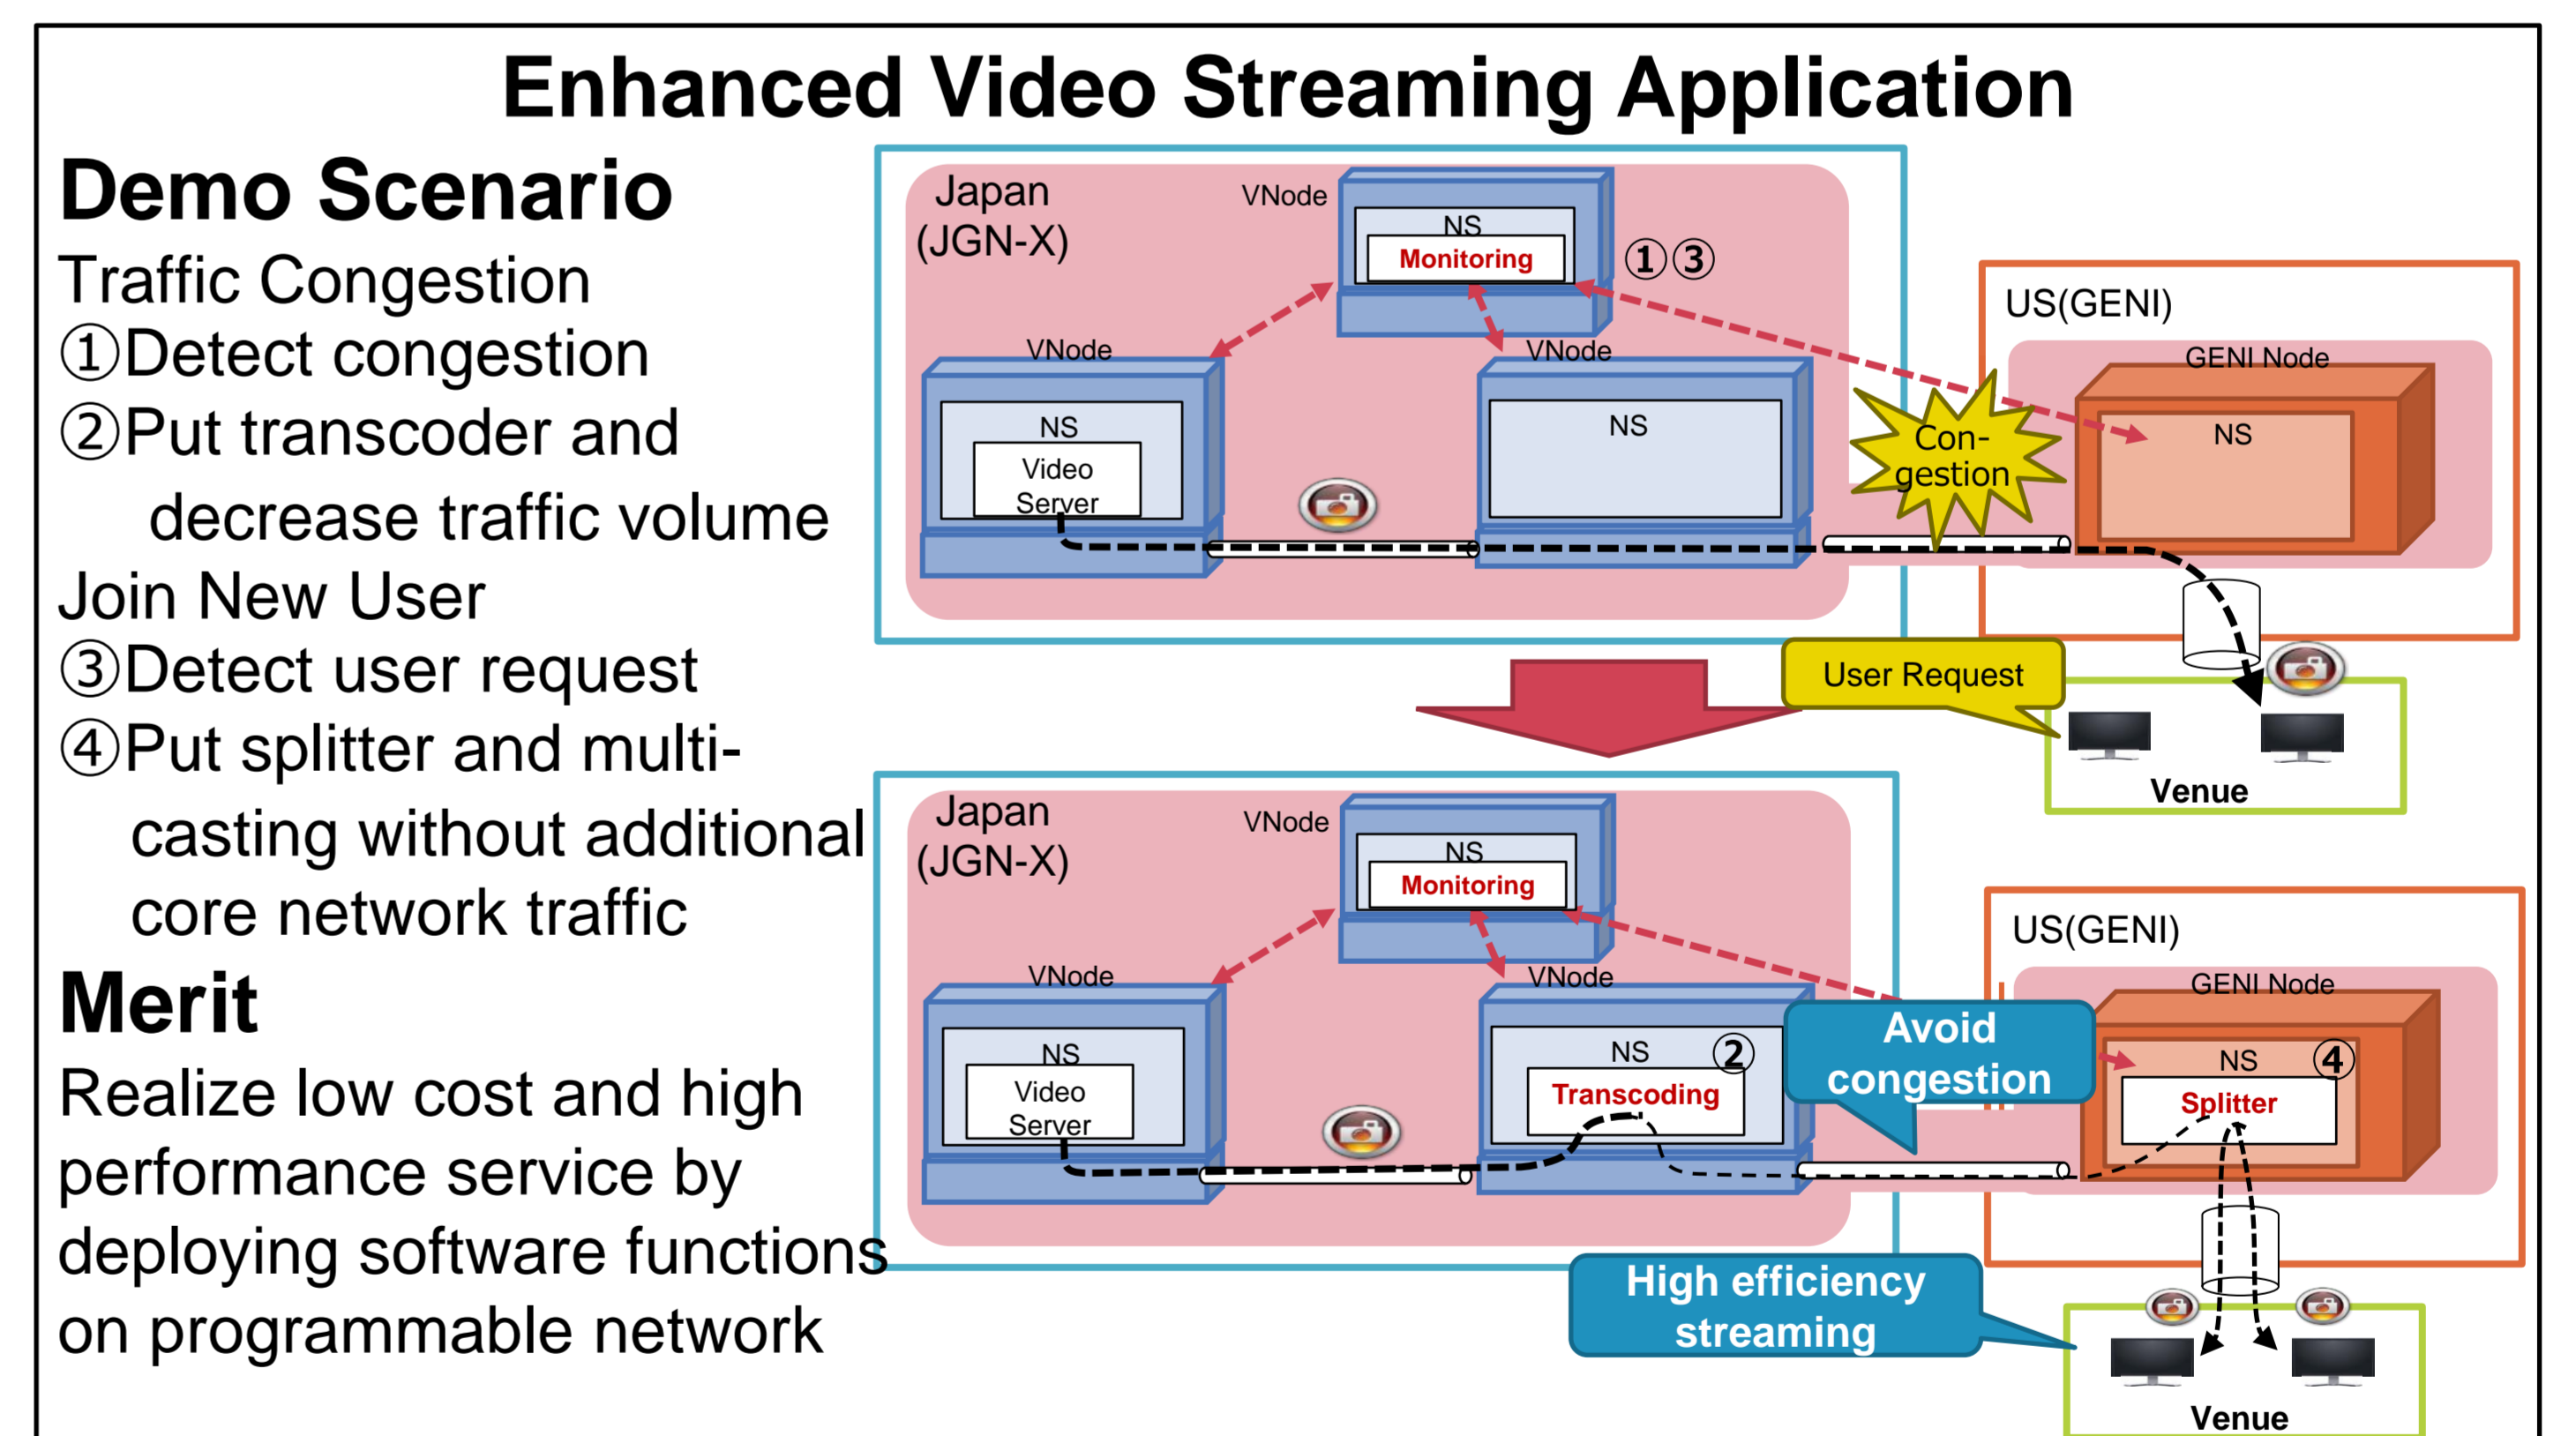 Enhanced Video Streaming Application
Demo Scenario
Traffic Congestion
①Detect congestion
②Put transcoder and
decrease traffic volume
Join New User
③Detect user request
④Put splitter and multi-
casting without additional
core network traffic
Merit
Realize low cost and high
performance service by
deploying software functions
on programmable network
Japan
(JGN-X)
VNode
NS
Monitoring
①③
VNode
NS
Video
Server
VNode
NS
Con-
gestion
US(GENI)
GENI Node
NS
User Request
Venue
Japan
(JGN-X)
VNode
NS
Monitoring
VNode
NS
Video
Server
VNode
NS
②
Transcoding
Avoid
congestion
US(GENI)
GENI Node
NS
④
Splitter
High efficiency
streaming
Venue